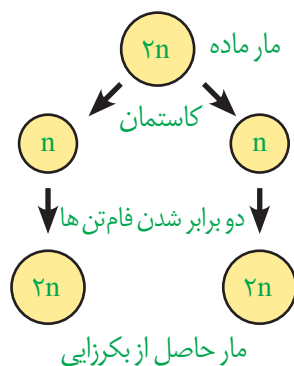 ۲n مار ماده
کاستمان
n n
دو برابر شدن فام‌تن ها
۲n ۲n
مار حاصل از بکرزایی